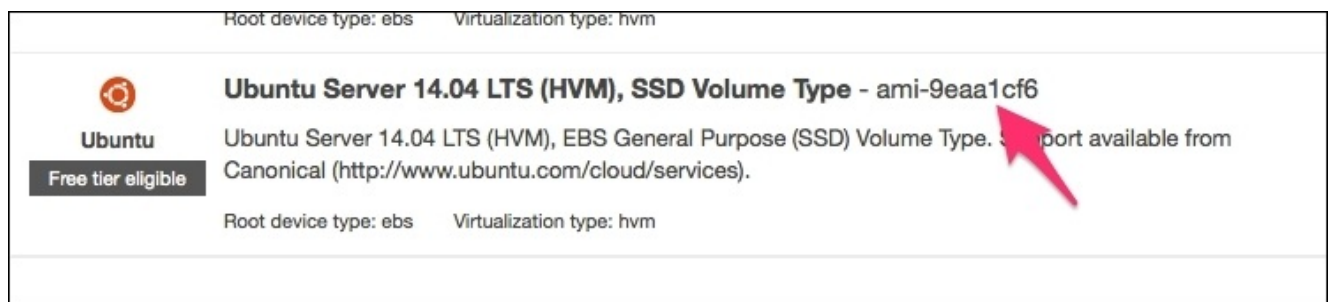 Root device type: ebs Virtualization type: hvm
Ubuntu Server 14.04 LTS (HVM), SSD Volume Type - ami-9eaa1cf6
Ubuntu
Free tier eligible
Ubuntu Server 14.04 LTS (HVM), EBS General Purpose (SSD) Volume Type. Support available from
Canonical (http://www.ubuntu.com/cloud/services).
Root device type: ebs Virtualization type: hvm